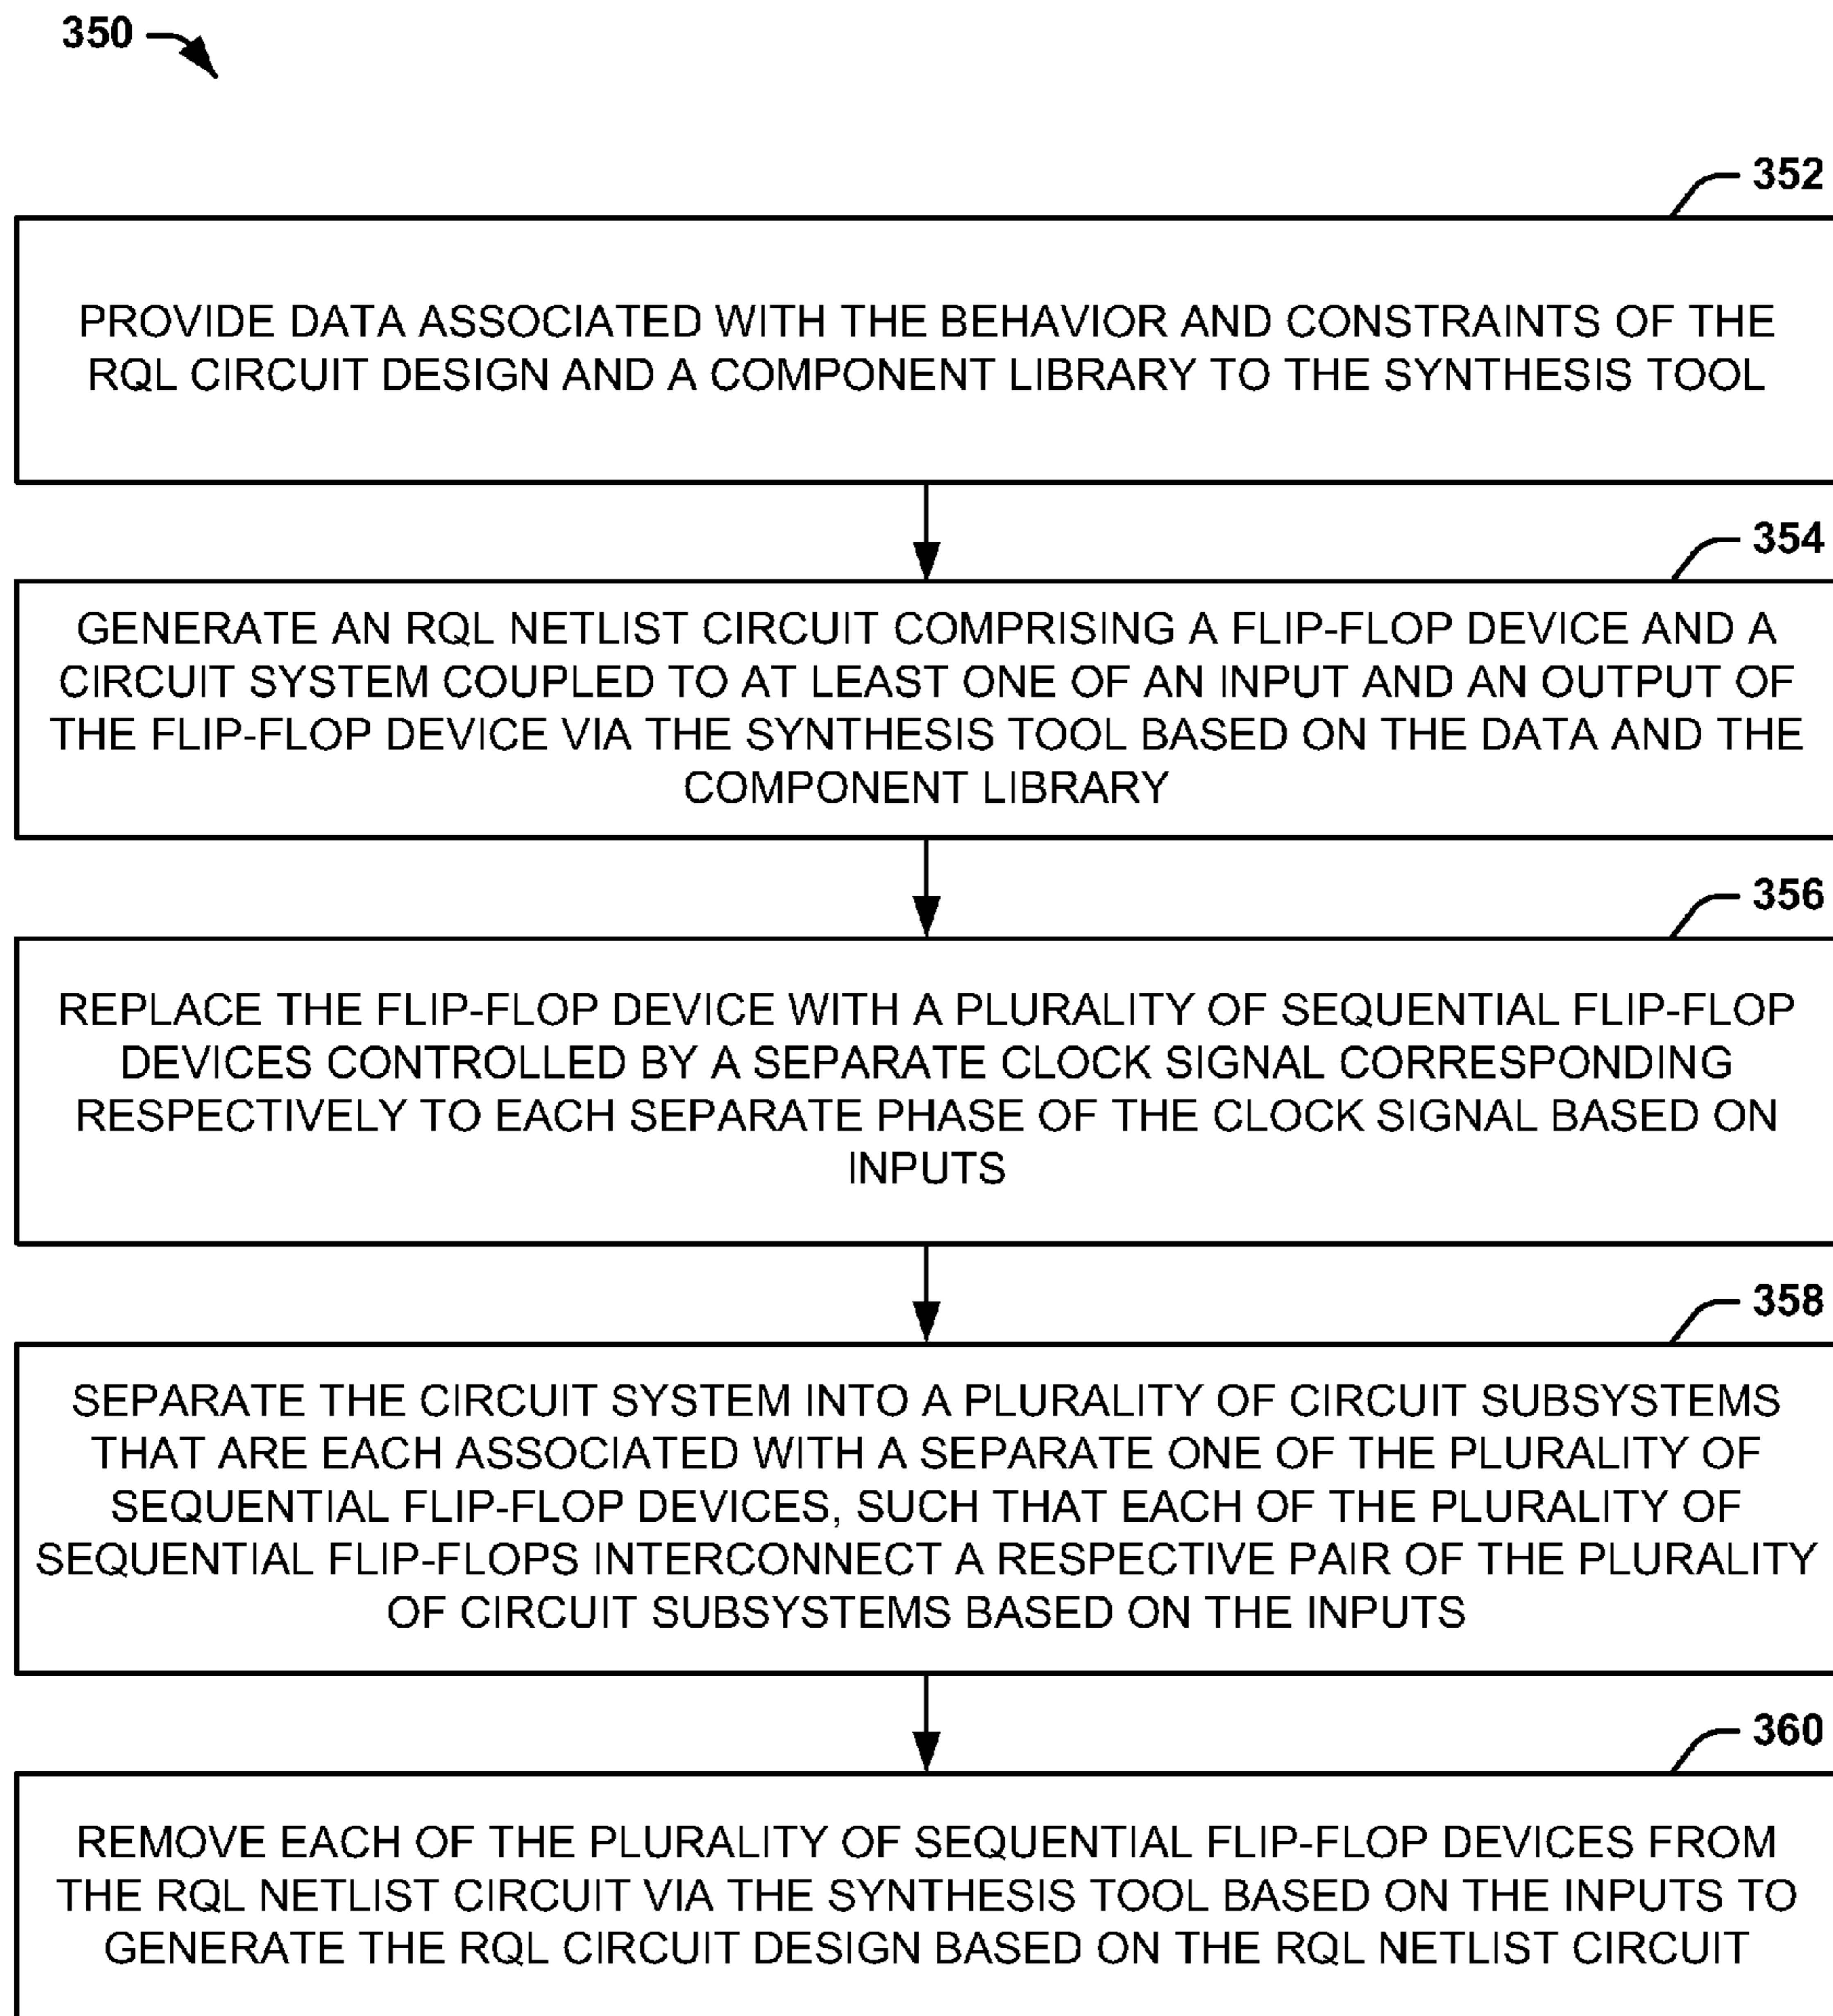 350
352
PROVIDE DATA ASSOCIATED WITH THE BEHAVIOR AND CONSTRAINTS OF THE
RQL CIRCUIT DESIGN AND A COMPONENT LIBRARY TO THE SYNTHESIS TOOL
354
GENERATE AN RQL NETLIST CIRCUIT COMPRISING A FLIP-FLOP DEVICE AND A
CIRCUIT SYSTEM COUPLED TO AT LEAST ONE OF AN INPUT AND AN OUTPUT OF
THE FLIP-FLOP DEVICE VIA THE SYNTHESIS TOOL BASED ON THE DATA AND THE
COMPONENT LIBRARY
356
REPLACE THE FLIP-FLOP DEVICE WITH A PLURALITY OF SEQUENTIAL FLIP-FLOP
DEVICES CONTROLLED BY A SEPARATE CLOCK SIGNAL CORRESPONDING
RESPECTIVELY TO EACH SEPARATE PHASE OF THE CLOCK SIGNAL BASED ON
INPUTS
358
SEPARATE THE CIRCUIT SYSTEM INTO A PLURALITY OF CIRCUIT SUBSYSTEMS
THAT ARE EACH ASSOCIATED WITH A SEPARATE ONE OF THE PLURALITY OF
SEQUENTIAL FLIP-FLOP DEVICES, SUCH THAT EACH OF THE PLURALITY OF
SEQUENTIAL FLIP-FLOPS INTERCONNECT A RESPECTIVE PAIR OF THE PLURALITY
OF CIRCUIT SUBSYSTEMS BASED ON THE INPUTS
360
REMOVE EACH OF THE PLURALITY OF SEQUENTIAL FLIP-FLOP DEVICES FROM
THE RQL NETLIST CIRCUIT VIA THE SYNTHESIS TOOL BASED ON THE INPUTS TO
GENERATE THE RQL CIRCUIT DESIGN BASED ON THE RQL NETLIST CIRCUIT